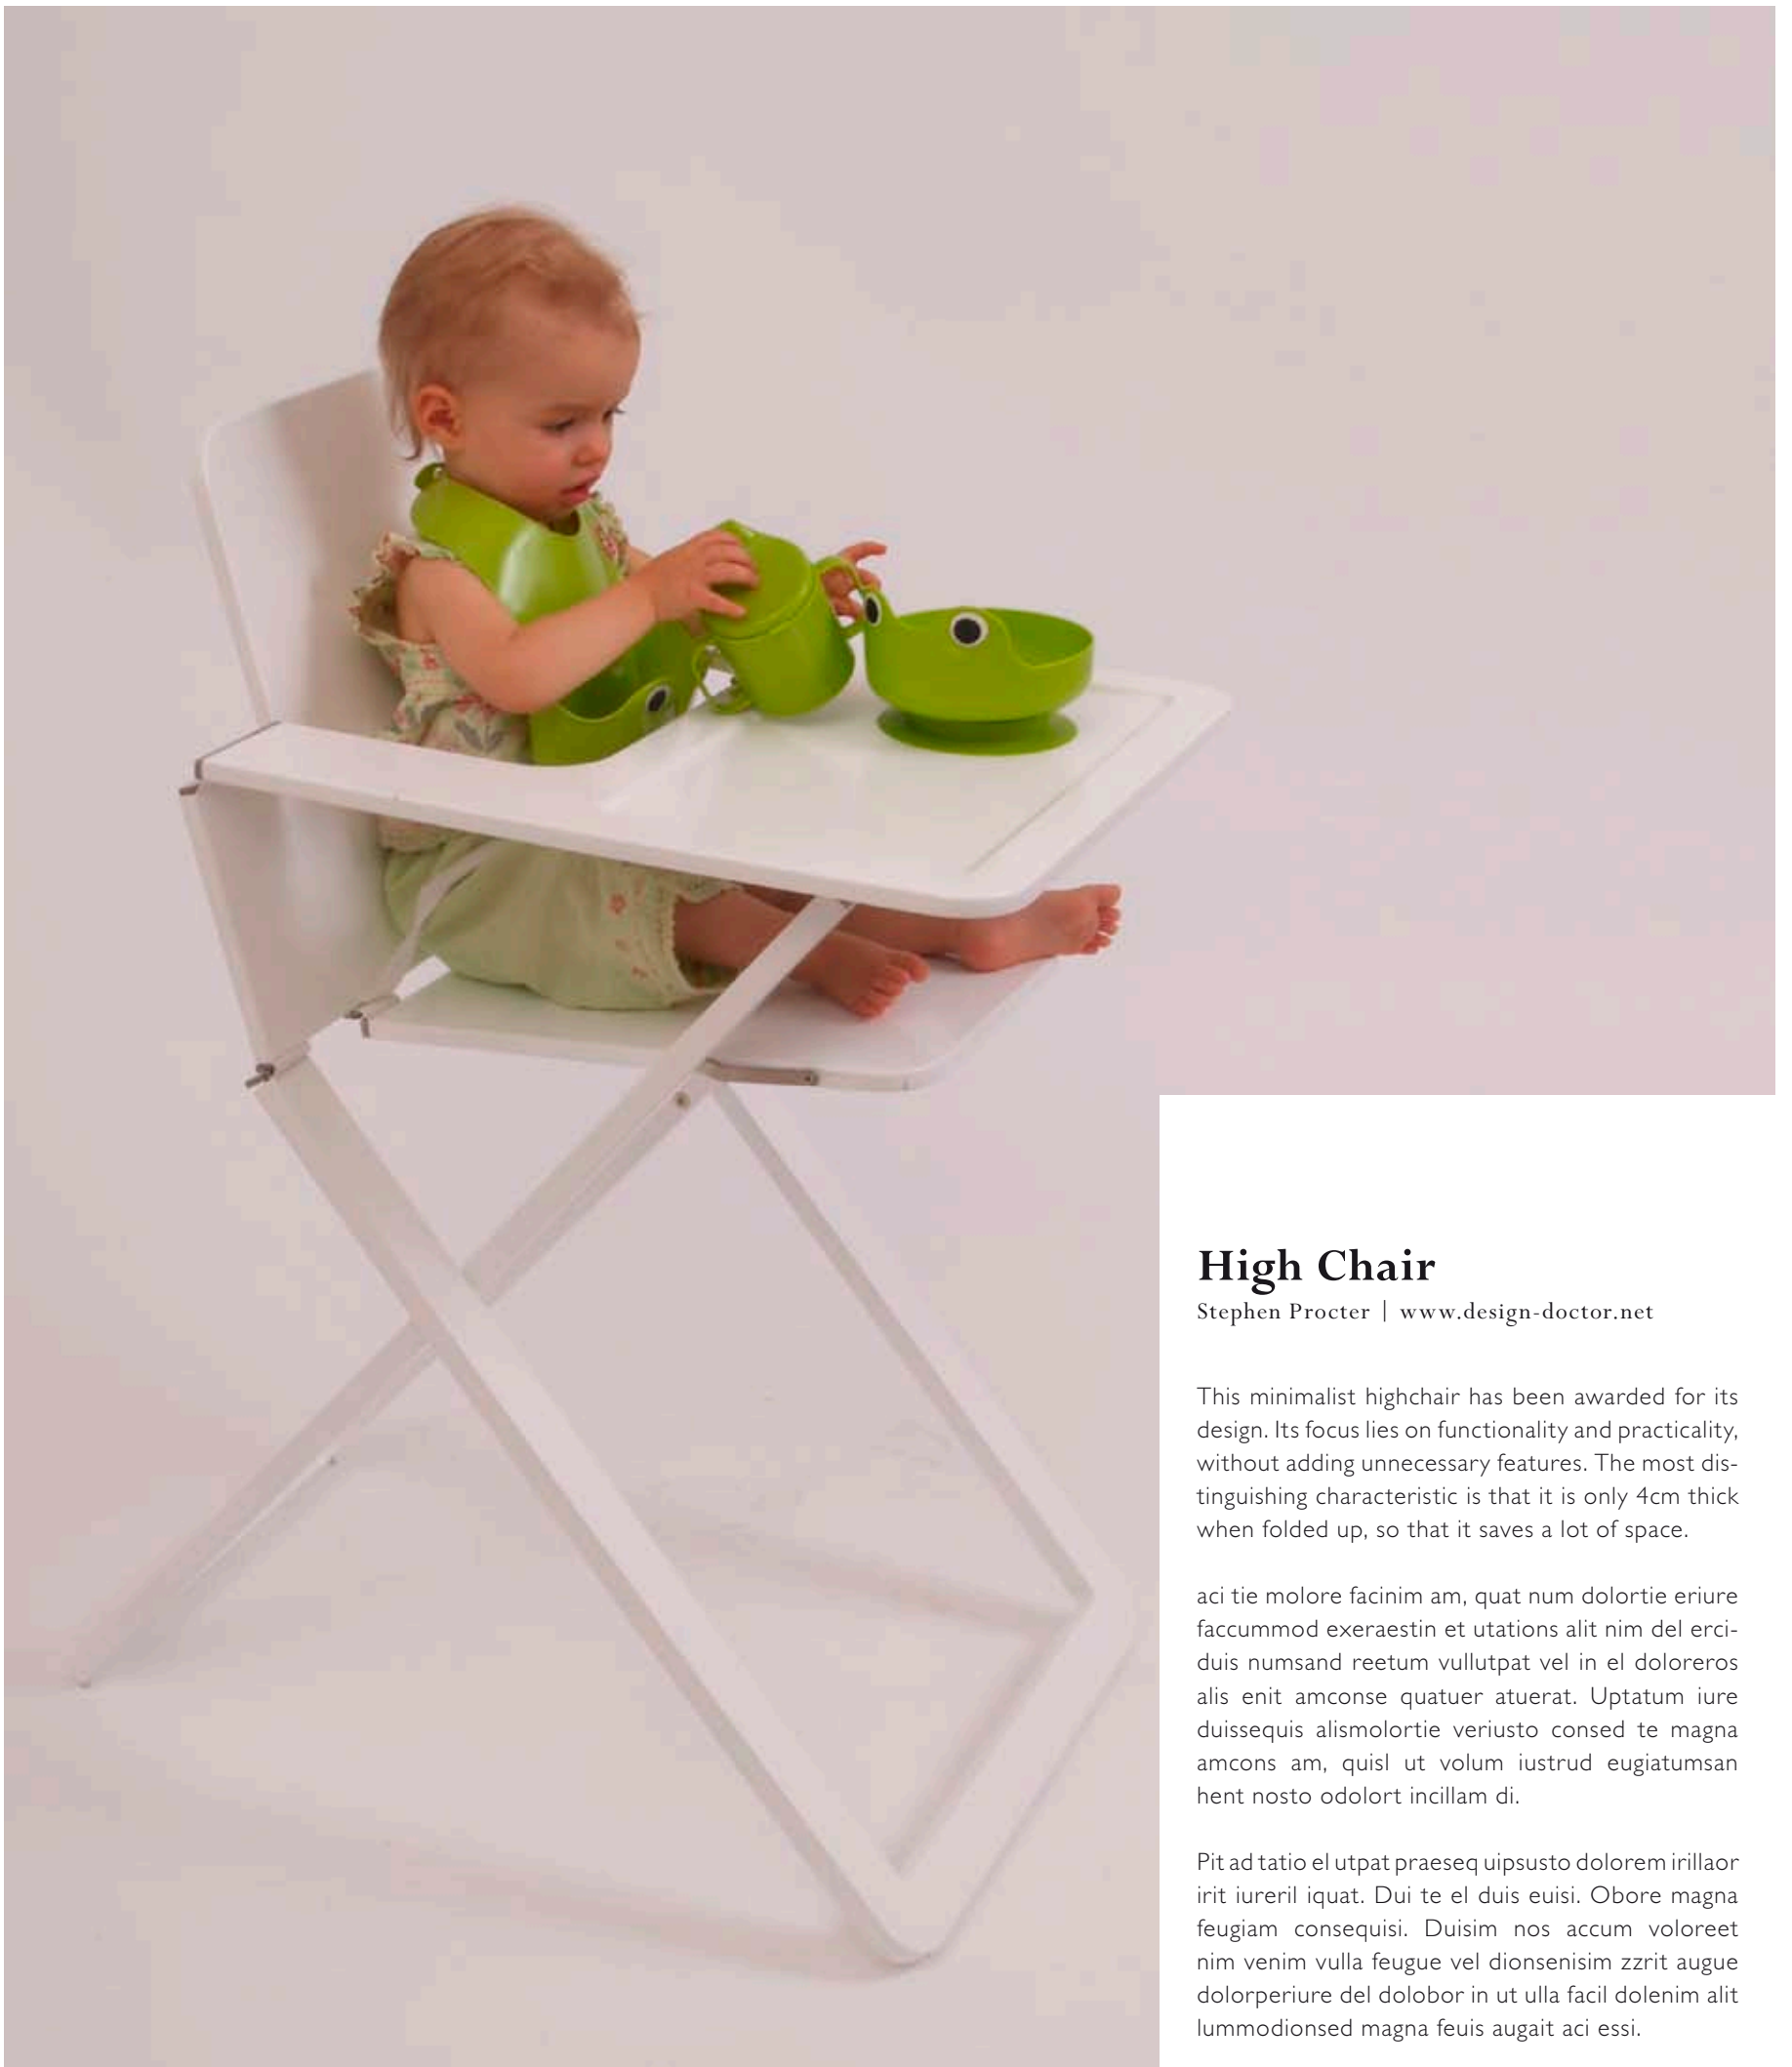 High Chair
Stephen Procter | www.design-doctor.net
This minimalist highchair has been awarded for its
design. Its focus lies on functionality and practicality,
without adding unnecessary features. The most dis-
tinguishing characteristic is that it is only 4cm thick
when folded up, so that it saves a lot of space.
aci tie molore facinim am, quat num dolortie eriure
faccummod exeraestin et utations alit nim del erci-
duis numsand reetum vullutpat vel in el doloreros
alis enit amconse quatuer atuerat. Uptatum iure
duissequis alismolortie veriusto consed te magna
amcons am, quisl ut volum iustrud eugiatumsan
hent nosto odolort incillam di.
Pit ad tatio el utpat praeseq uipsusto dolorem irillaor
irit iureril iquat. Dui te el duis euisi. Obore magna
feugiam consequisi. Duisim nos accum voloreet
nim venim vulla feugue vel dionsenisim zzrit augue
dolorperiure del dolobor in ut ulla facil dolenim alit
lummodionsed magna feuis augait aci essi.